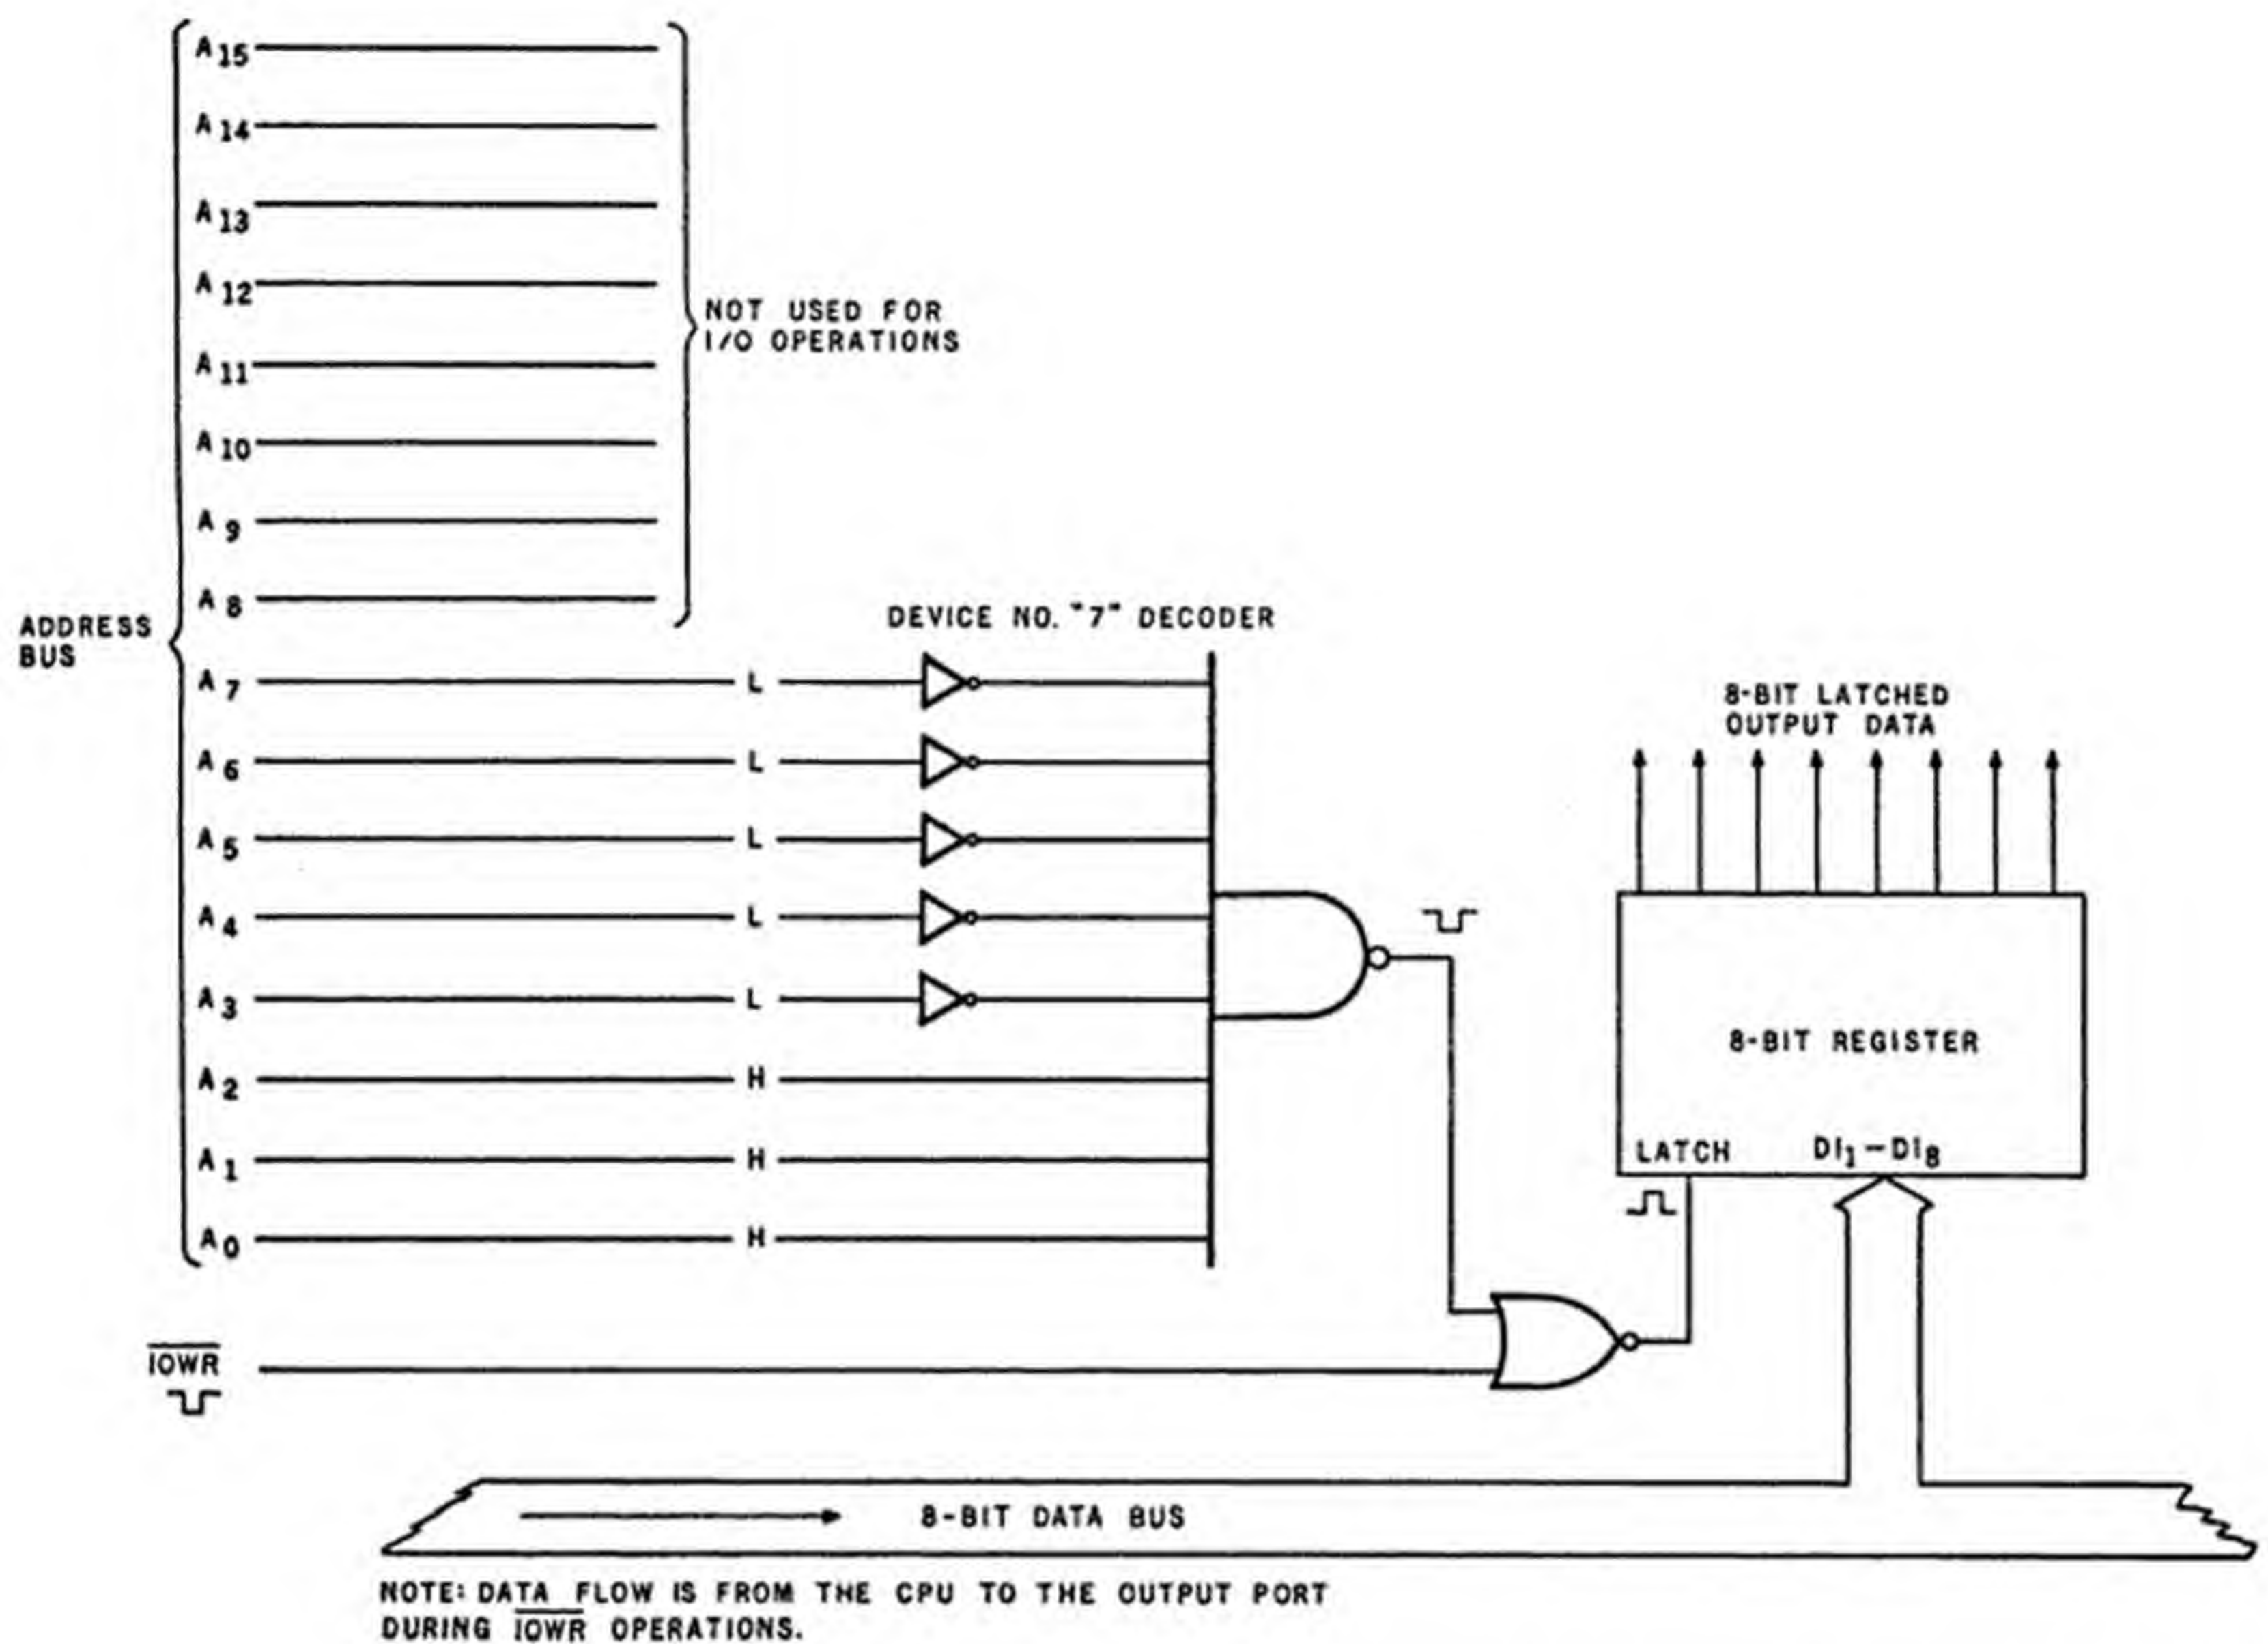 A15
A14
A13
A12
A11
A10
A9
A8
NOT USED FOR
I/O OPERATIONS
ADDRESS
BUS
DEVICE NO. "7" DECODER
A7 L
A6 L
A5 L
A4 L
A3 L
A2 H
A1 H
A0 H
8-BIT LATCHED
OUTPUT DATA
8-BIT REGISTER
LATCH DI1-DI8
IOWR
8-BIT DATA BUS
NOTE: DATA FLOW IS FROM THE CPU TO THE OUTPUT PORT
DURING IOWR OPERATIONS.